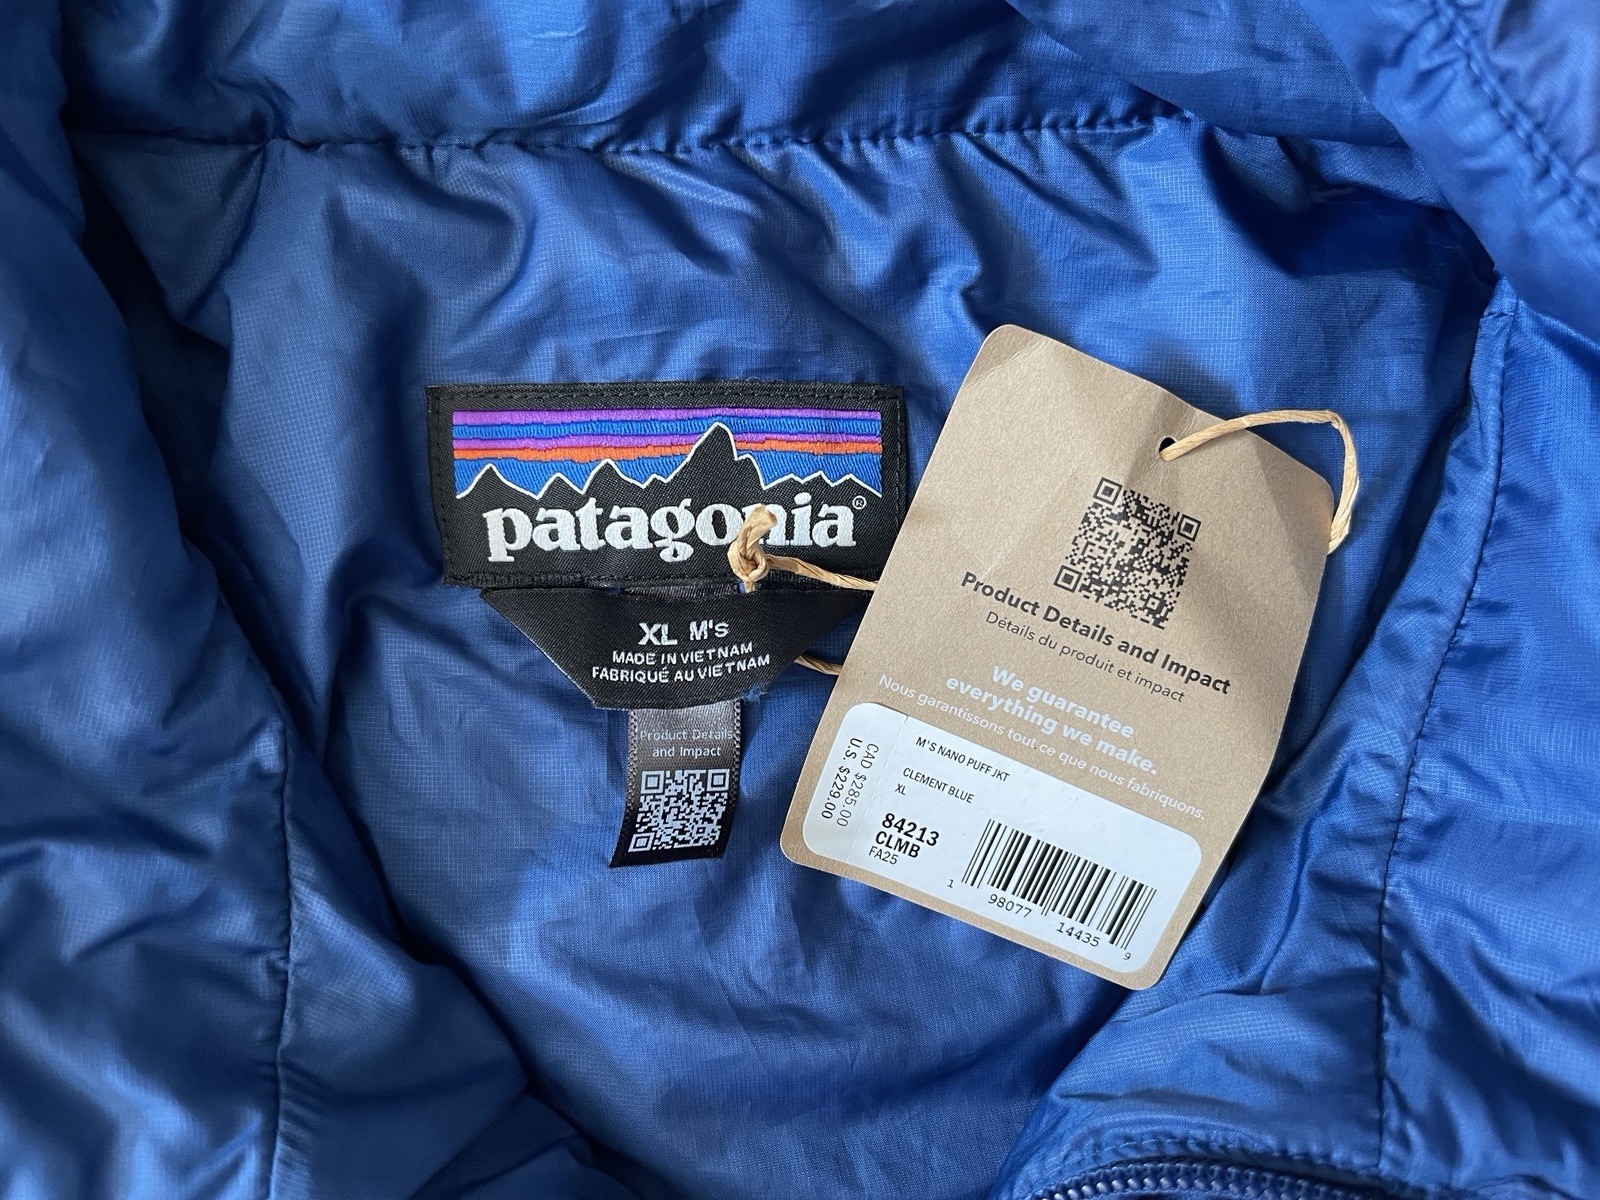 patagonia®
XL M's
MADE IN VIETNAM
FABRIQUÉ AU VIETNAM
Product Details
and Impact
Product Details and Impact
Détails du produit et impact
We guarantee
everything we make.
Nous garantissons tout ce que nous fabriquons.
CAD $285.00
U.S. $229.00
M'S NANO PUFF JKT
CLEMENT BLUE
XL
84213
CLMB
FA25
1 98077 14435 9